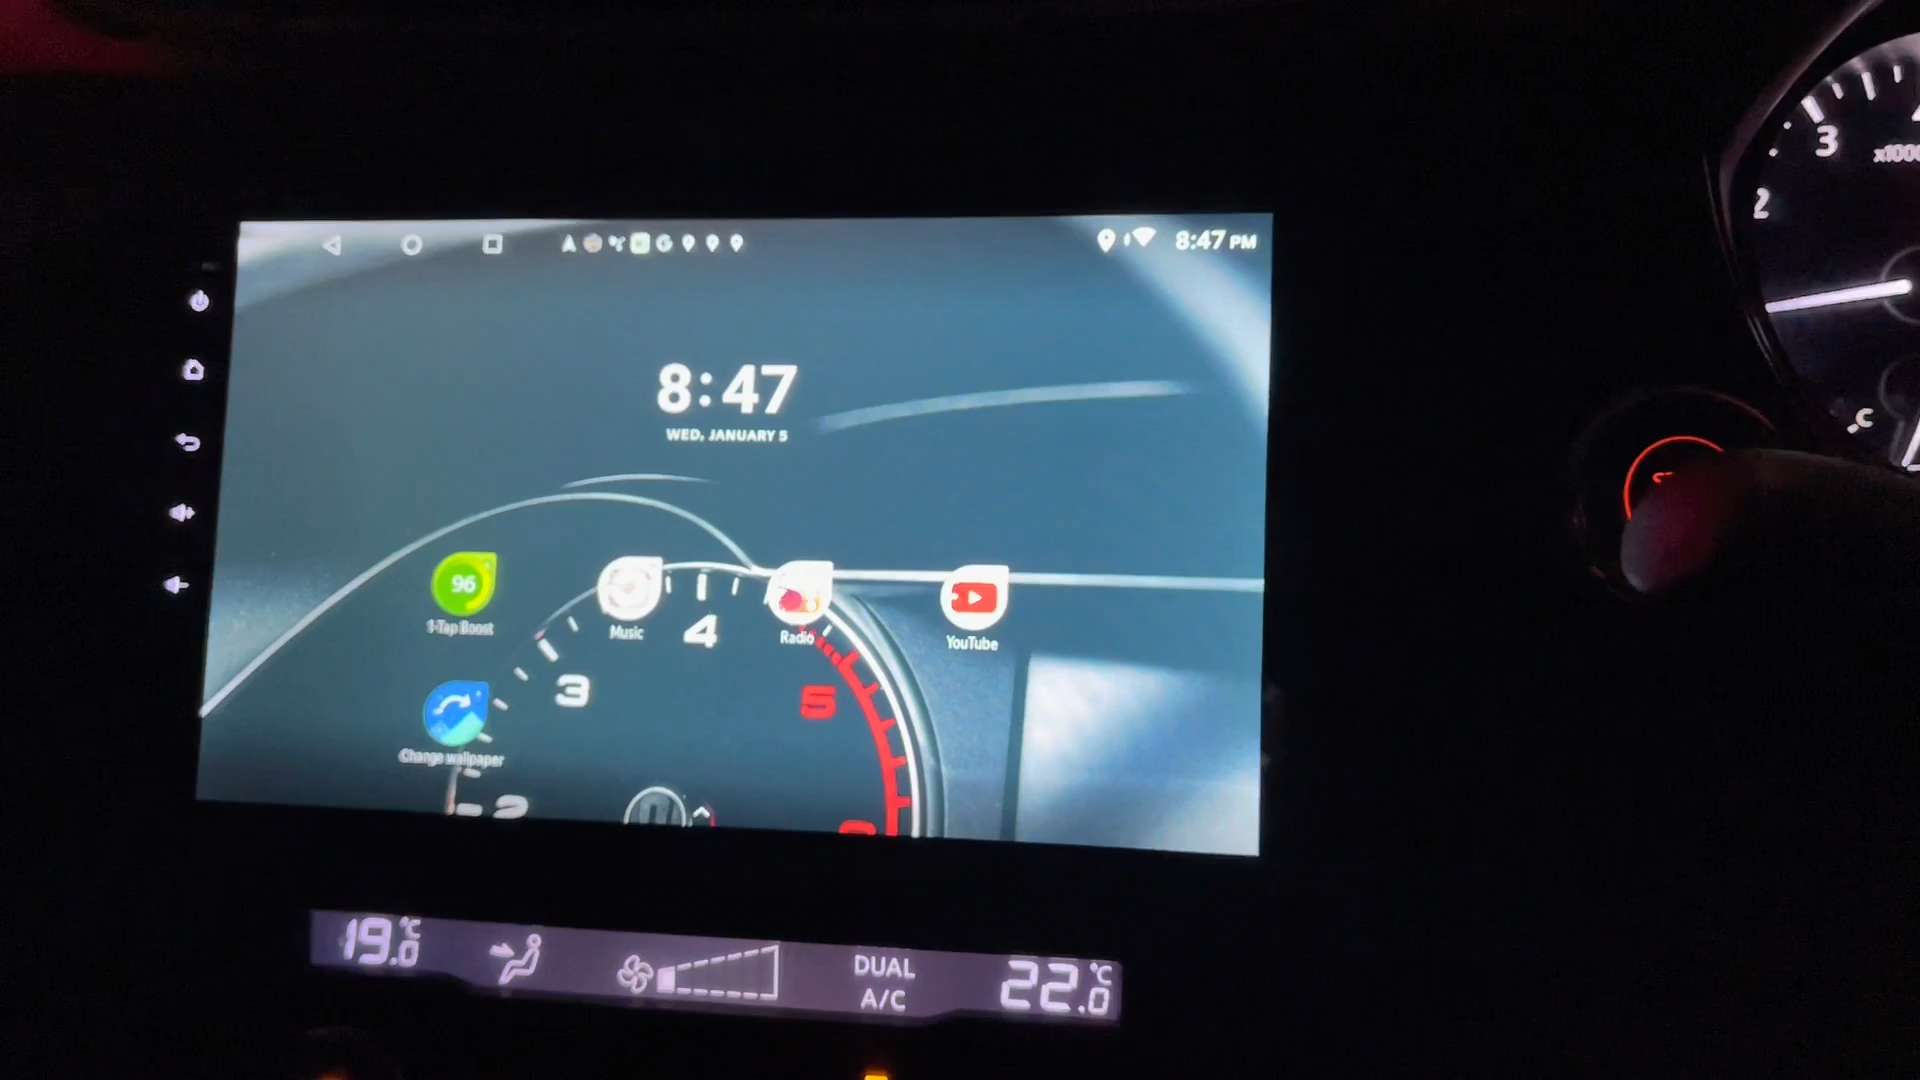 8:47 PM
8:47
WED, JANUARY 5
96
1-Tap Boost
Music
Radio
YouTube
Change wallpaper
2
3
4
5
19.0 °C
DUAL
A/C
22.0 °C
3
x1000
2
C